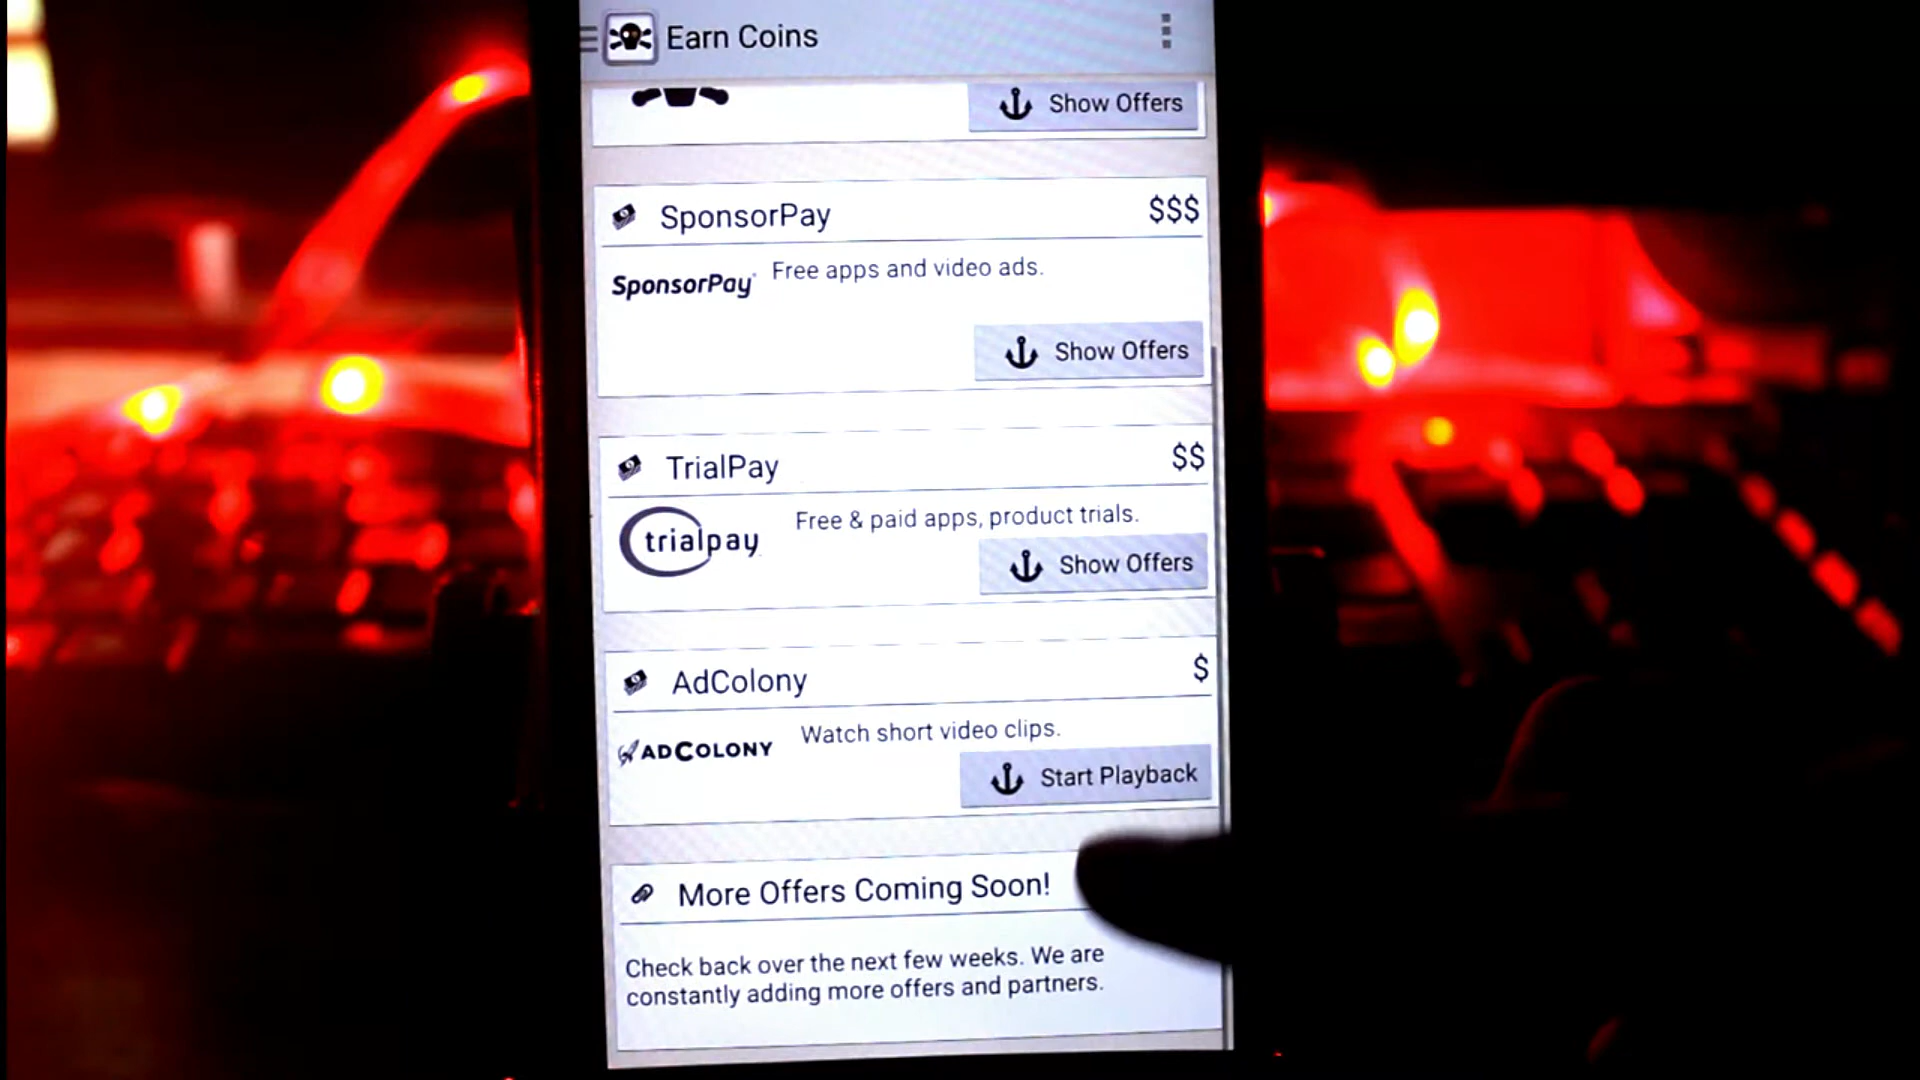 Earn Coins
Show Offers
SponsorPay $$$
SponsorPay Free apps and video ads.
Show Offers
TrialPay $$
trialpay Free & paid apps, product trials.
Show Offers
AdColony $
ADCOLONY Watch short video clips.
Start Playback
More Offers Coming Soon!
Check back over the next few weeks. We are
constantly adding more offers and partners.